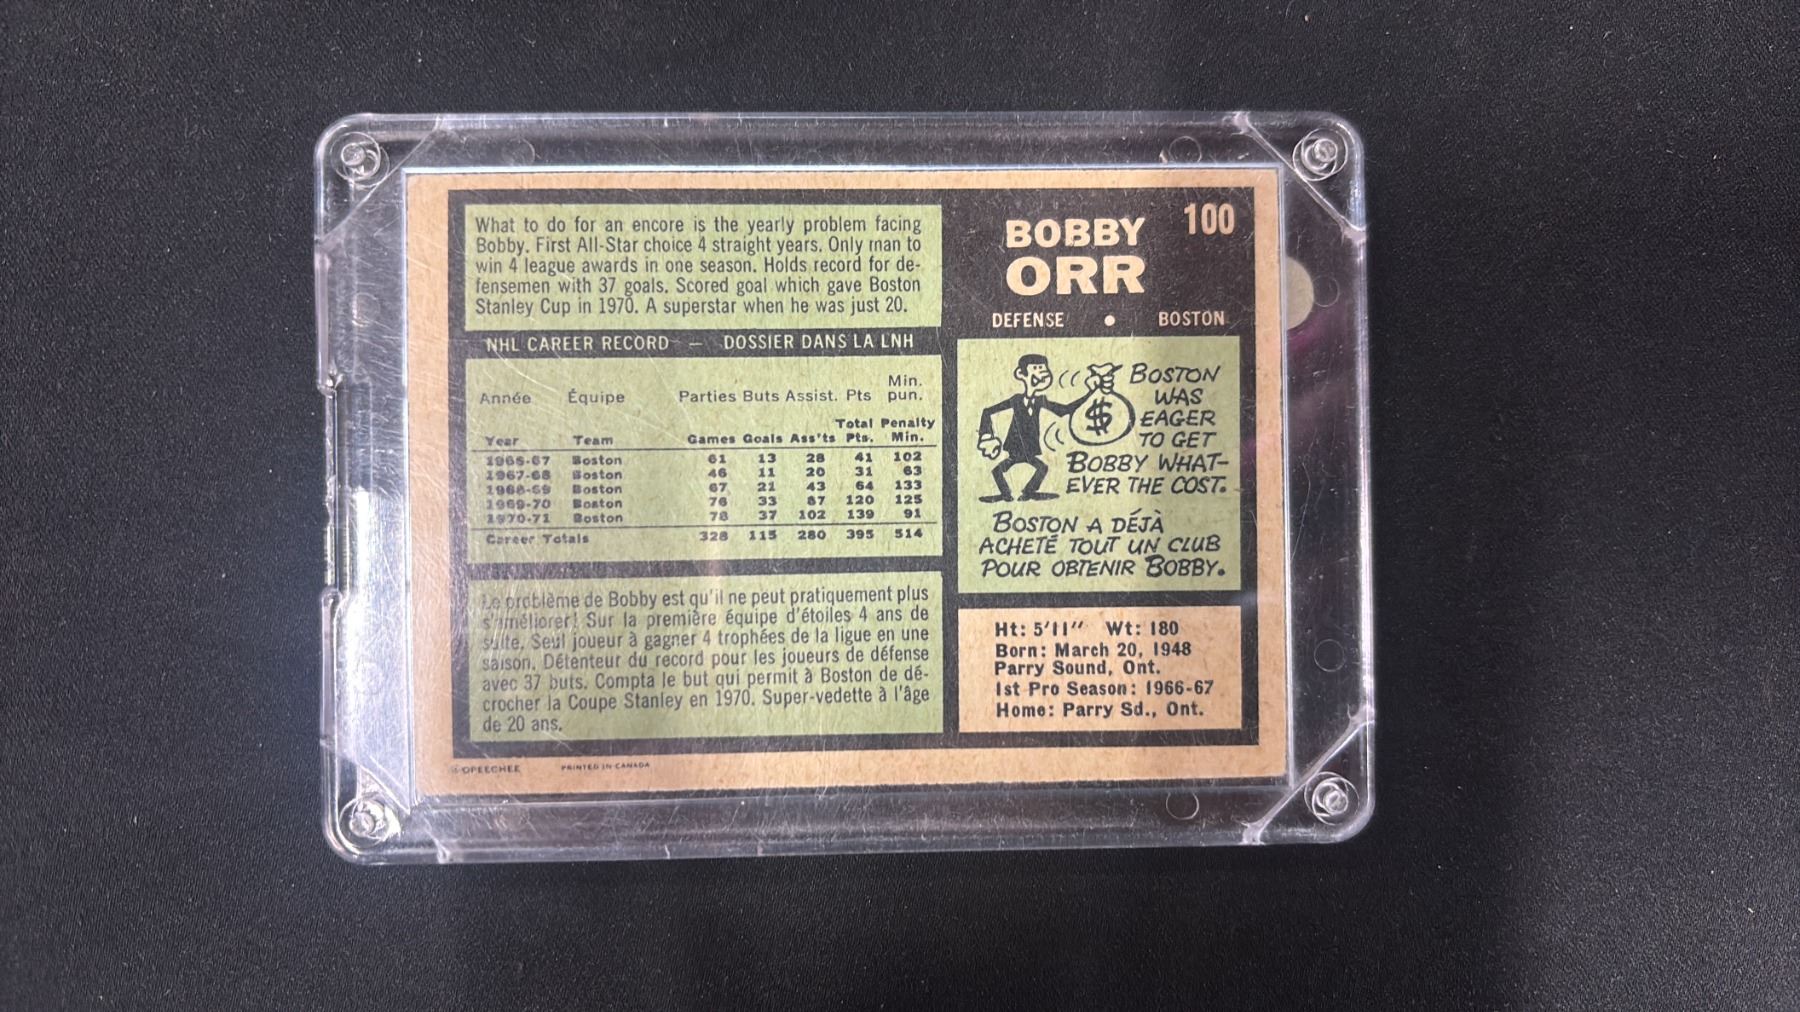 What to do for an encore is the yearly problem facing
Bobby. First All-Star choice 4 straight years. Only man to
win 4 league awards in one season. Holds record for de-
fensemen with 37 goals. Scored goal which gave Boston
Stanley Cup in 1970. A superstar when he was just 20.
NHL CAREER RECORD — DOSSIER DANS LA LNH
Année Équipe Parties Buts Assist. Pts Min. pun.
Year Team Games Goals Ass'ts Total Pts. Penalty Min.
1966-67 Boston 61 13 28 41 102
1967-68 Boston 46 11 20 31 63
1968-69 Boston 67 21 43 64 133
1969-70 Boston 76 33 87 120 125
1970-71 Boston 78 37 102 139 91
Career Totals 328 115 280 395 514
Le problème de Bobby est qu'il ne peut pratiquement plus
s'améliorer! Sur la première équipe d'étoiles 4 ans de
suite. Seul joueur à gagner 4 trophées de la ligue en une
saison. Détenteur du record pour les joueurs de défense
avec 37 buts. Compta le but qui permit à Boston de dé-
crocher la Coupe Stanley en 1970. Super-vedette à l'âge
de 20 ans.
©OPEECHEE PRINTED IN CANADA
BOBBY
ORR
100
DEFENSE • BOSTON
$
BOSTON
WAS
EAGER
TO GET
BOBBY WHAT-
EVER THE COST.
BOSTON A DÉJÀ
ACHETÉ TOUT UN CLUB
POUR OBTENIR BOBBY.
Ht: 5'11" Wt: 180
Born: March 20, 1948
Parry Sound, Ont.
1st Pro Season: 1966-67
Home: Parry Sd., Ont.